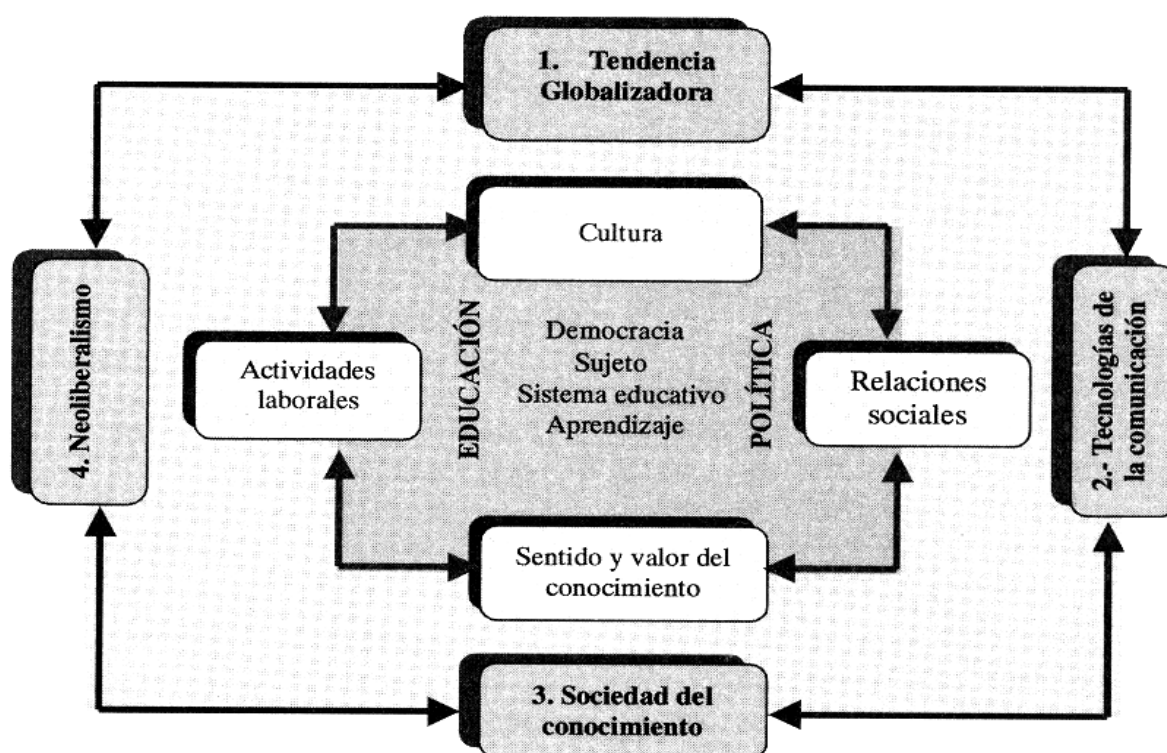 1. Tendencia
Globalizadora
Cultura
4. Neoliberalismo
Actividades
laborales
EDUCACIÓN
Democracia
Sujeto
Sistema educativo
Aprendizaje
POLÍTICA
Relaciones
sociales
2.- Tecnologías de
la comunicación
Sentido y valor del
conocimiento
3. Sociedad del
conocimiento